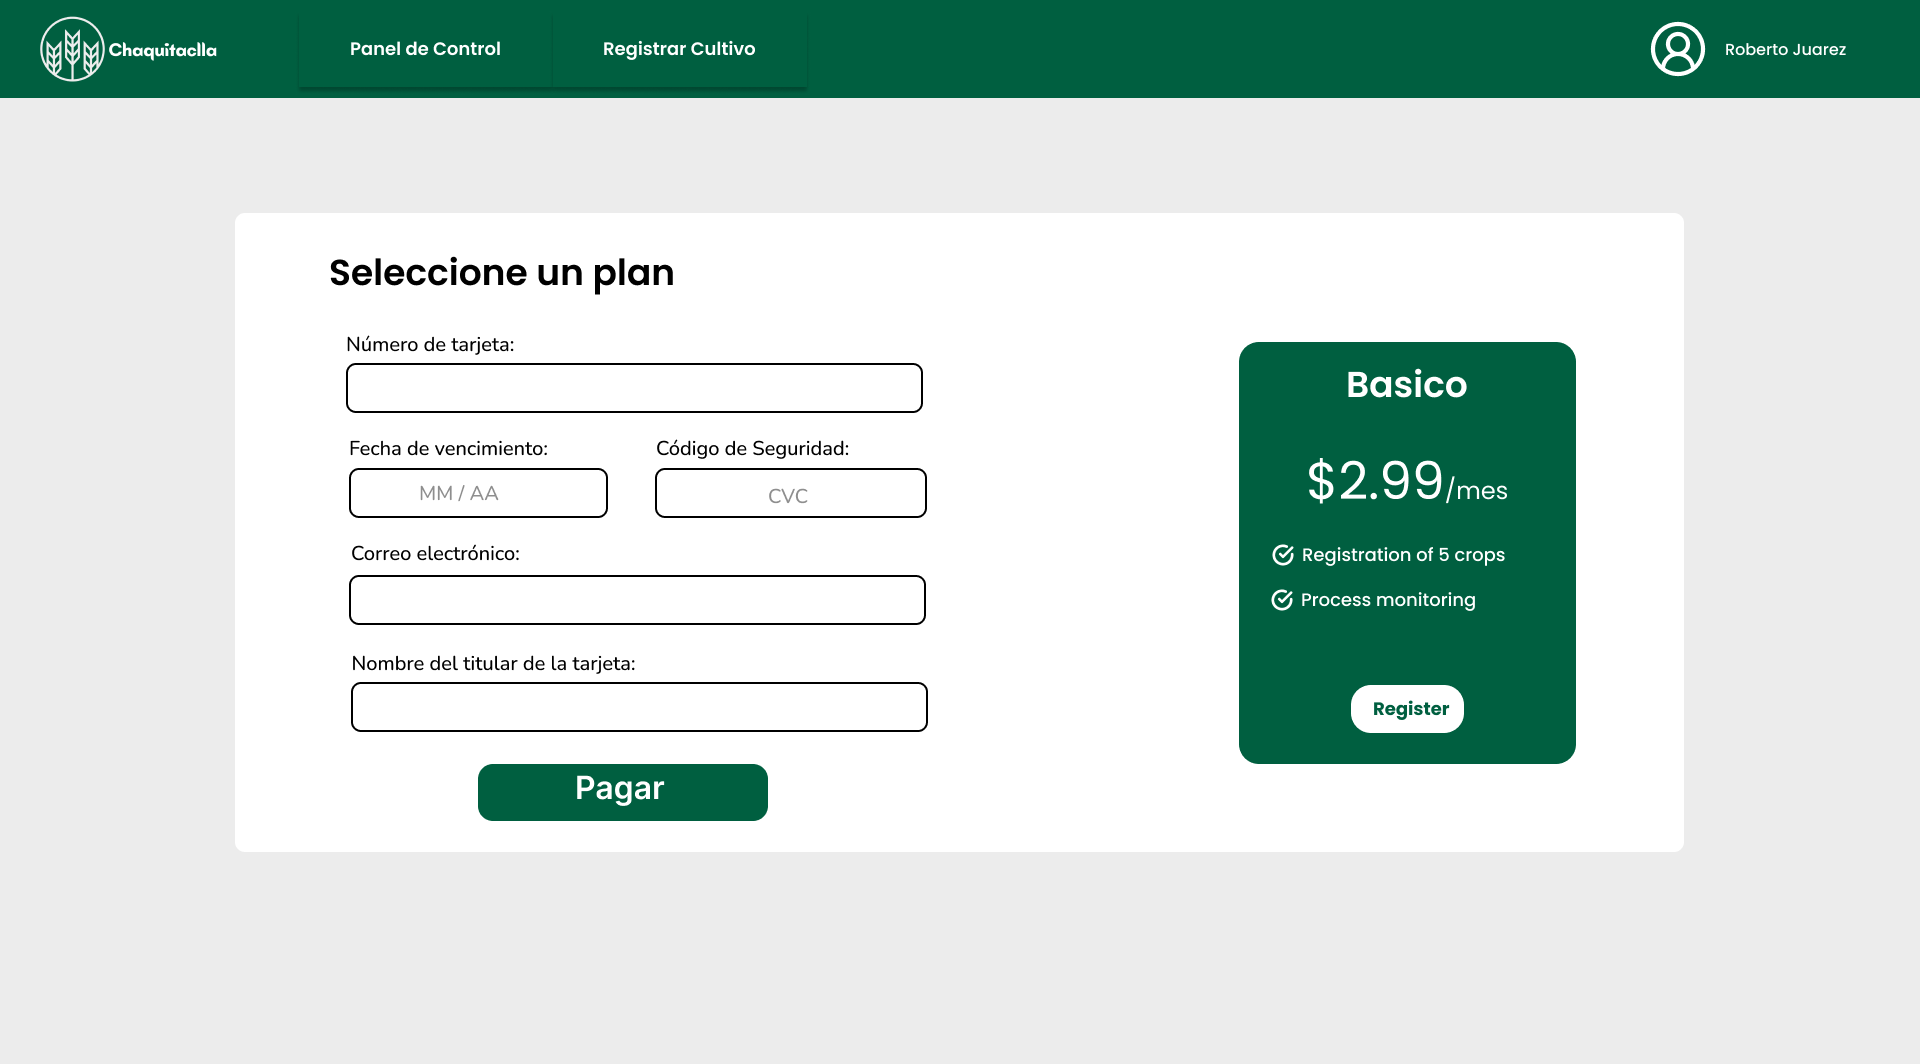 Chaquitaclla
Panel de Control
Registrar Cultivo
Roberto Juarez
Seleccione un plan
Número de tarjeta:
Fecha de vencimiento:
Código de Seguridad:
MM / AA
CVC
Correo electrónico:
Nombre del titular de la tarjeta:
Pagar
Basico
$2.99/mes
Registration of 5 crops
Process monitoring
Register